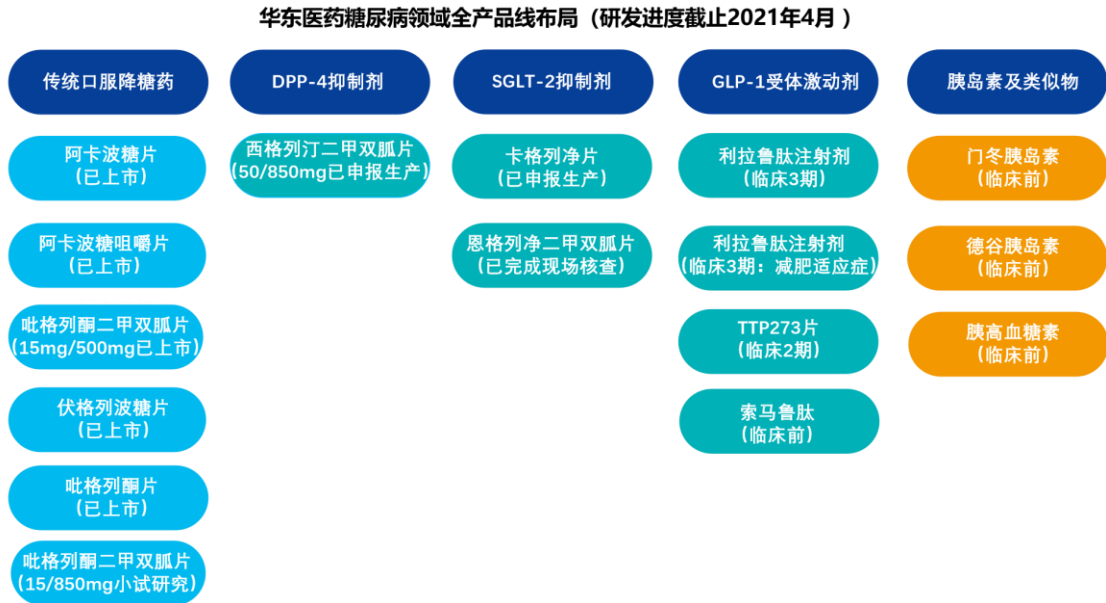 华东医药糖尿病领域全产品线布局（研发进度截止2021年4月 ）
传统口服降糖药
DPP-4抑制剂
SGLT-2抑制剂
GLP-1受体激动剂
胰岛素及类似物
阿卡波糖片
(已上市)
西格列汀二甲双胍片
(50/850mg已申报生产)
卡格列净片
(已申报生产)
利拉鲁肽注射剂
(临床3期)
门冬胰岛素
(临床前)
阿卡波糖咀嚼片
(已上市)
恩格列净二甲双胍片
(已完成现场核查)
利拉鲁肽注射剂
(临床3期：减肥适应症)
德谷胰岛素
(临床前)
吡格列酮二甲双胍片
(15mg/500mg已上市)
TTP273片
(临床2期)
胰高血糖素
(临床前)
伏格列波糖片
(已上市)
索马鲁肽
(临床前)
吡格列酮片
(已上市)
吡格列酮二甲双胍片
(15/850mg小试研究)